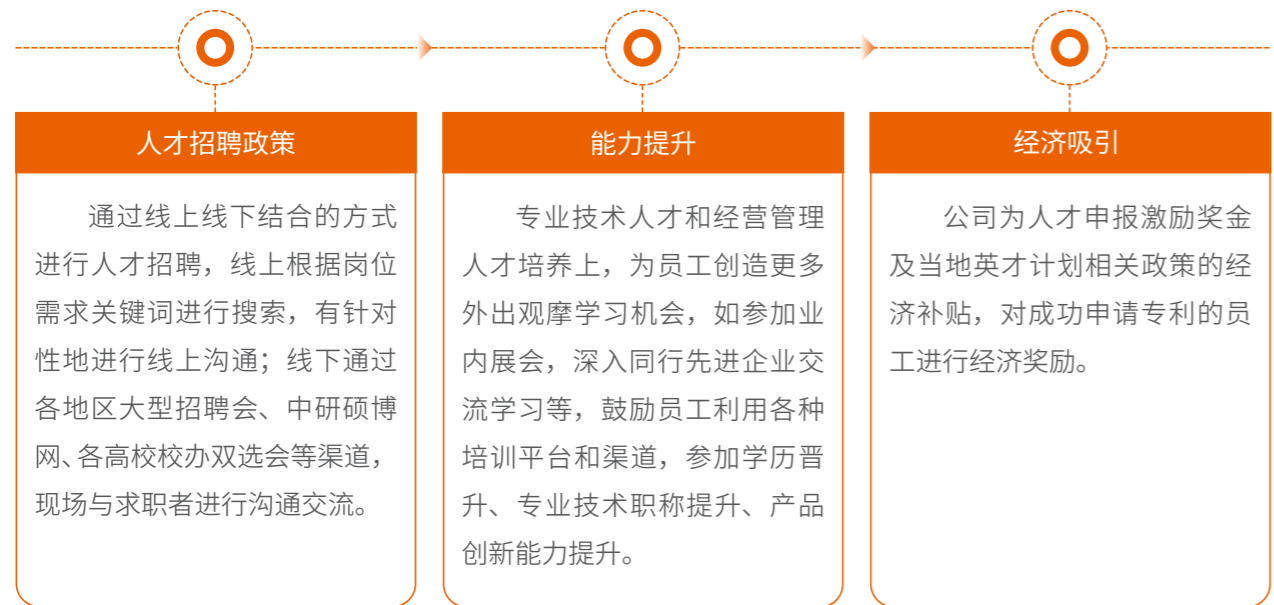 人才招聘政策
通过线上线下结合的方式
进行人才招聘，线上根据岗位
需求关键词进行搜索，有针对
性地进行线上沟通；线下通过
各地区大型招聘会、中研硕博
网、各高校校办双选会等渠道，
现场与求职者进行沟通交流。
能力提升
专业技术人才和经营管理
人才培养上，为员工创造更多
外出观摩学习机会，如参加业
内展会，深入同行先进企业交
流学习等，鼓励员工利用各种
培训平台和渠道，参加学历晋
升、专业技术职称提升、产品
创新能力提升。
经济吸引
公司为人才申报激励奖金
及当地英才计划相关政策的经
济补贴，对成功申请专利的员
工进行经济奖励。